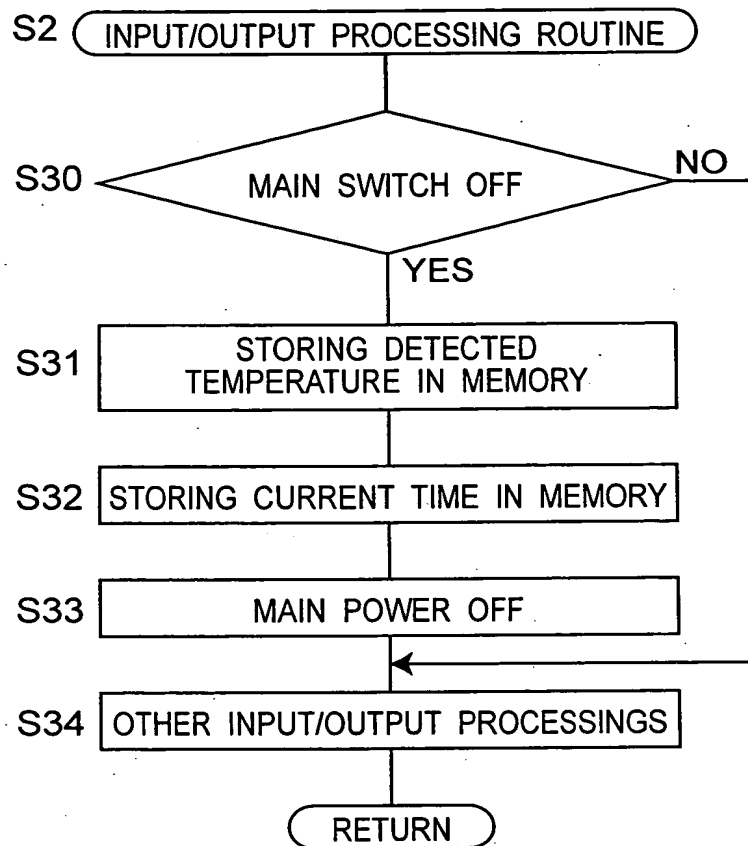 S2 INPUT/OUTPUT PROCESSING ROUTINE
S30 MAIN SWITCH OFF NO
YES
S31 STORING DETECTED
TEMPERATURE IN MEMORY
S32 STORING CURRENT TIME IN MEMORY
S33 MAIN POWER OFF
S34 OTHER INPUT/OUTPUT PROCESSINGS
RETURN